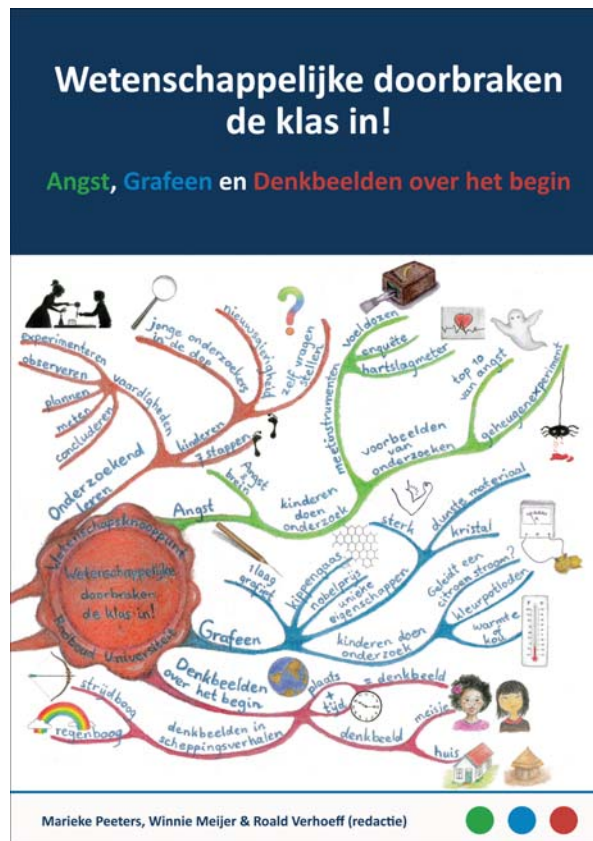 Wetenschappelijke doorbraken
de klas in!
Angst, Grafeen en Denkbeelden over het begin
experimenteren
observeren
plannen
meten
concluderen
vaardigheden
Onderzoekend
leren
jonge onderzoekers
in de dop
nieuwsgierigheid
zelf vragen
stellen
kinderen
7 stappen
Angst
Angst
&
brein
kinderen doen
onderzoek
meetinstrumenten
voeldozen
enquête
hartslagmeter
voorbeelden
van
onderzoeken
top 10
van angst
geheugenexperiment
Wetenschapsknooppunt
Wetenschappelijke
doorbraken
de klas in!
Radboud Universiteit
Grafeen
1 laag
grafiet
kippengaas
nobelprijs
unieke
eigenschappen
sterk
dunste materiaal
kristal
kinderen doen
onderzoek
Geleidt een
citroen stroom?
kleurpotloden
warmte
of
kou
Denkbeelden
over het begin
plaats
+
tijd
= denkbeeld
denkbeeld
meisje
huis
denkbeelden in
scheppingsverhalen
strijdboog
regenboog
Marieke Peeters, Winnie Meijer & Roald Verhoeff (redactie)